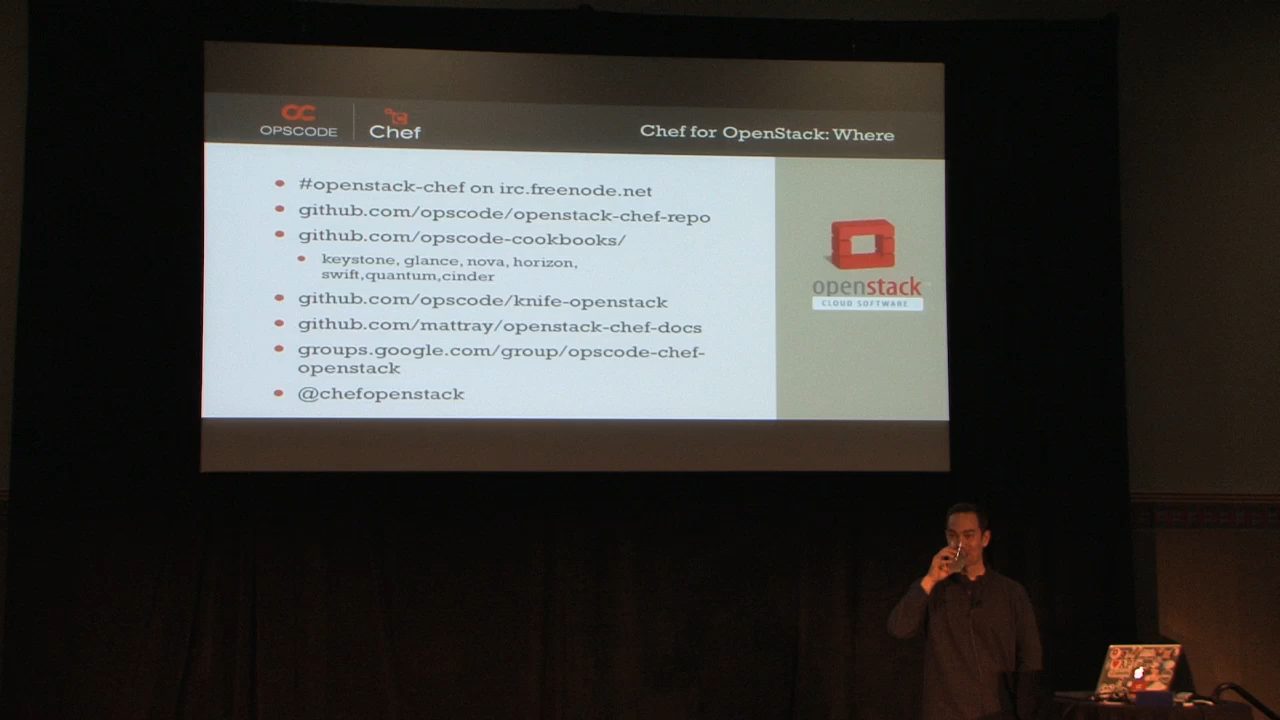 OPSCODE
Chef
Chef for OpenStack: Where
#openstack-chef on irc.freenode.net
github.com/opscode/openstack-chef-repo
github.com/opscode-cookbooks/
keystone, glance, nova, horizon,
swift,quantum,cinder
github.com/opscode/knife-openstack
github.com/mattray/openstack-chef-docs
groups.google.com/group/opscode-chef-
openstack
@chefopenstack
openstack
CLOUD SOFTWARE